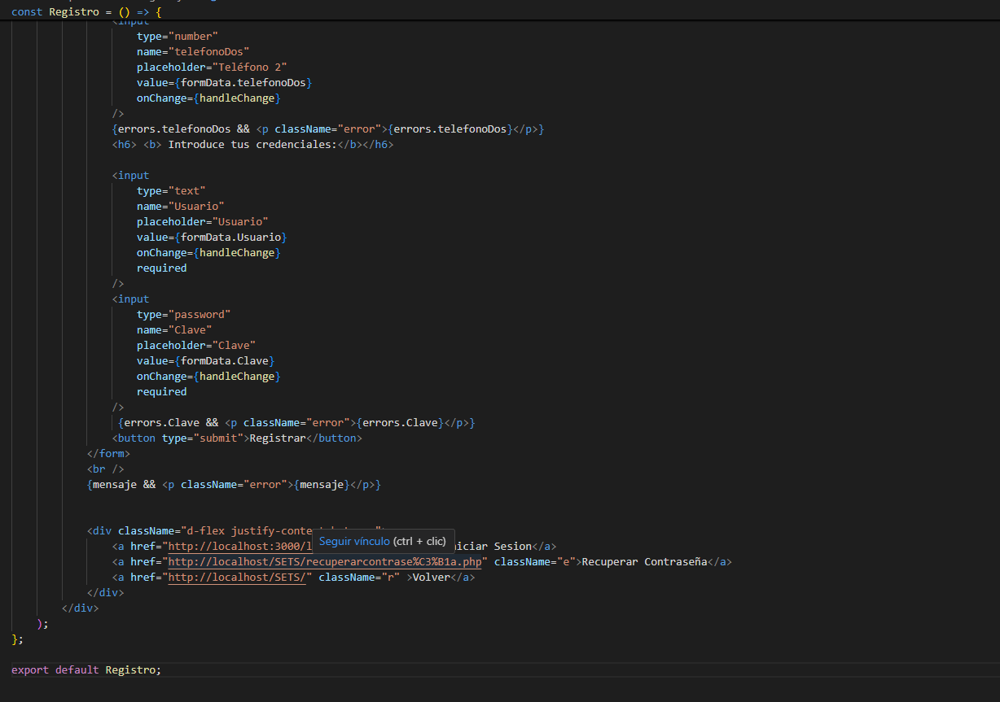 const Registro = () => {
<input
type="number"
name="telefonoDos"
placeholder="Teléfono 2"
value={formData.telefonoDos}
onChange={handleChange}
/>
{errors.telefonoDos && <p className="error">{errors.telefonoDos}</p>}
<h6> <b> Introduce tus credenciales:</b></h6>
<input
type="text"
name="Usuario"
placeholder="Usuario"
value={formData.Usuario}
onChange={handleChange}
required
/>
<input
type="password"
name="Clave"
placeholder="Clave"
value={formData.Clave}
onChange={handleChange}
required
/>
{errors.Clave && <p className="error">{errors.Clave}</p>}
<button type="submit">Registrar</button>
</form>
<br />
{mensaje && <p className="error">{mensaje}</p>}
<div className="d-flex
Seguir vínculo (ctrl + clic)
<a href="http://localhost:3000/l Sesion</a>
<a href="http://localhost/SETS/recuperarcontrase%C3%B1a.php" className="e">Recuperar Contraseña</a>
<a href="http://localhost/SETS/" className="r" >Volver</a>
</div>
</div>
);
};
export default Registro;